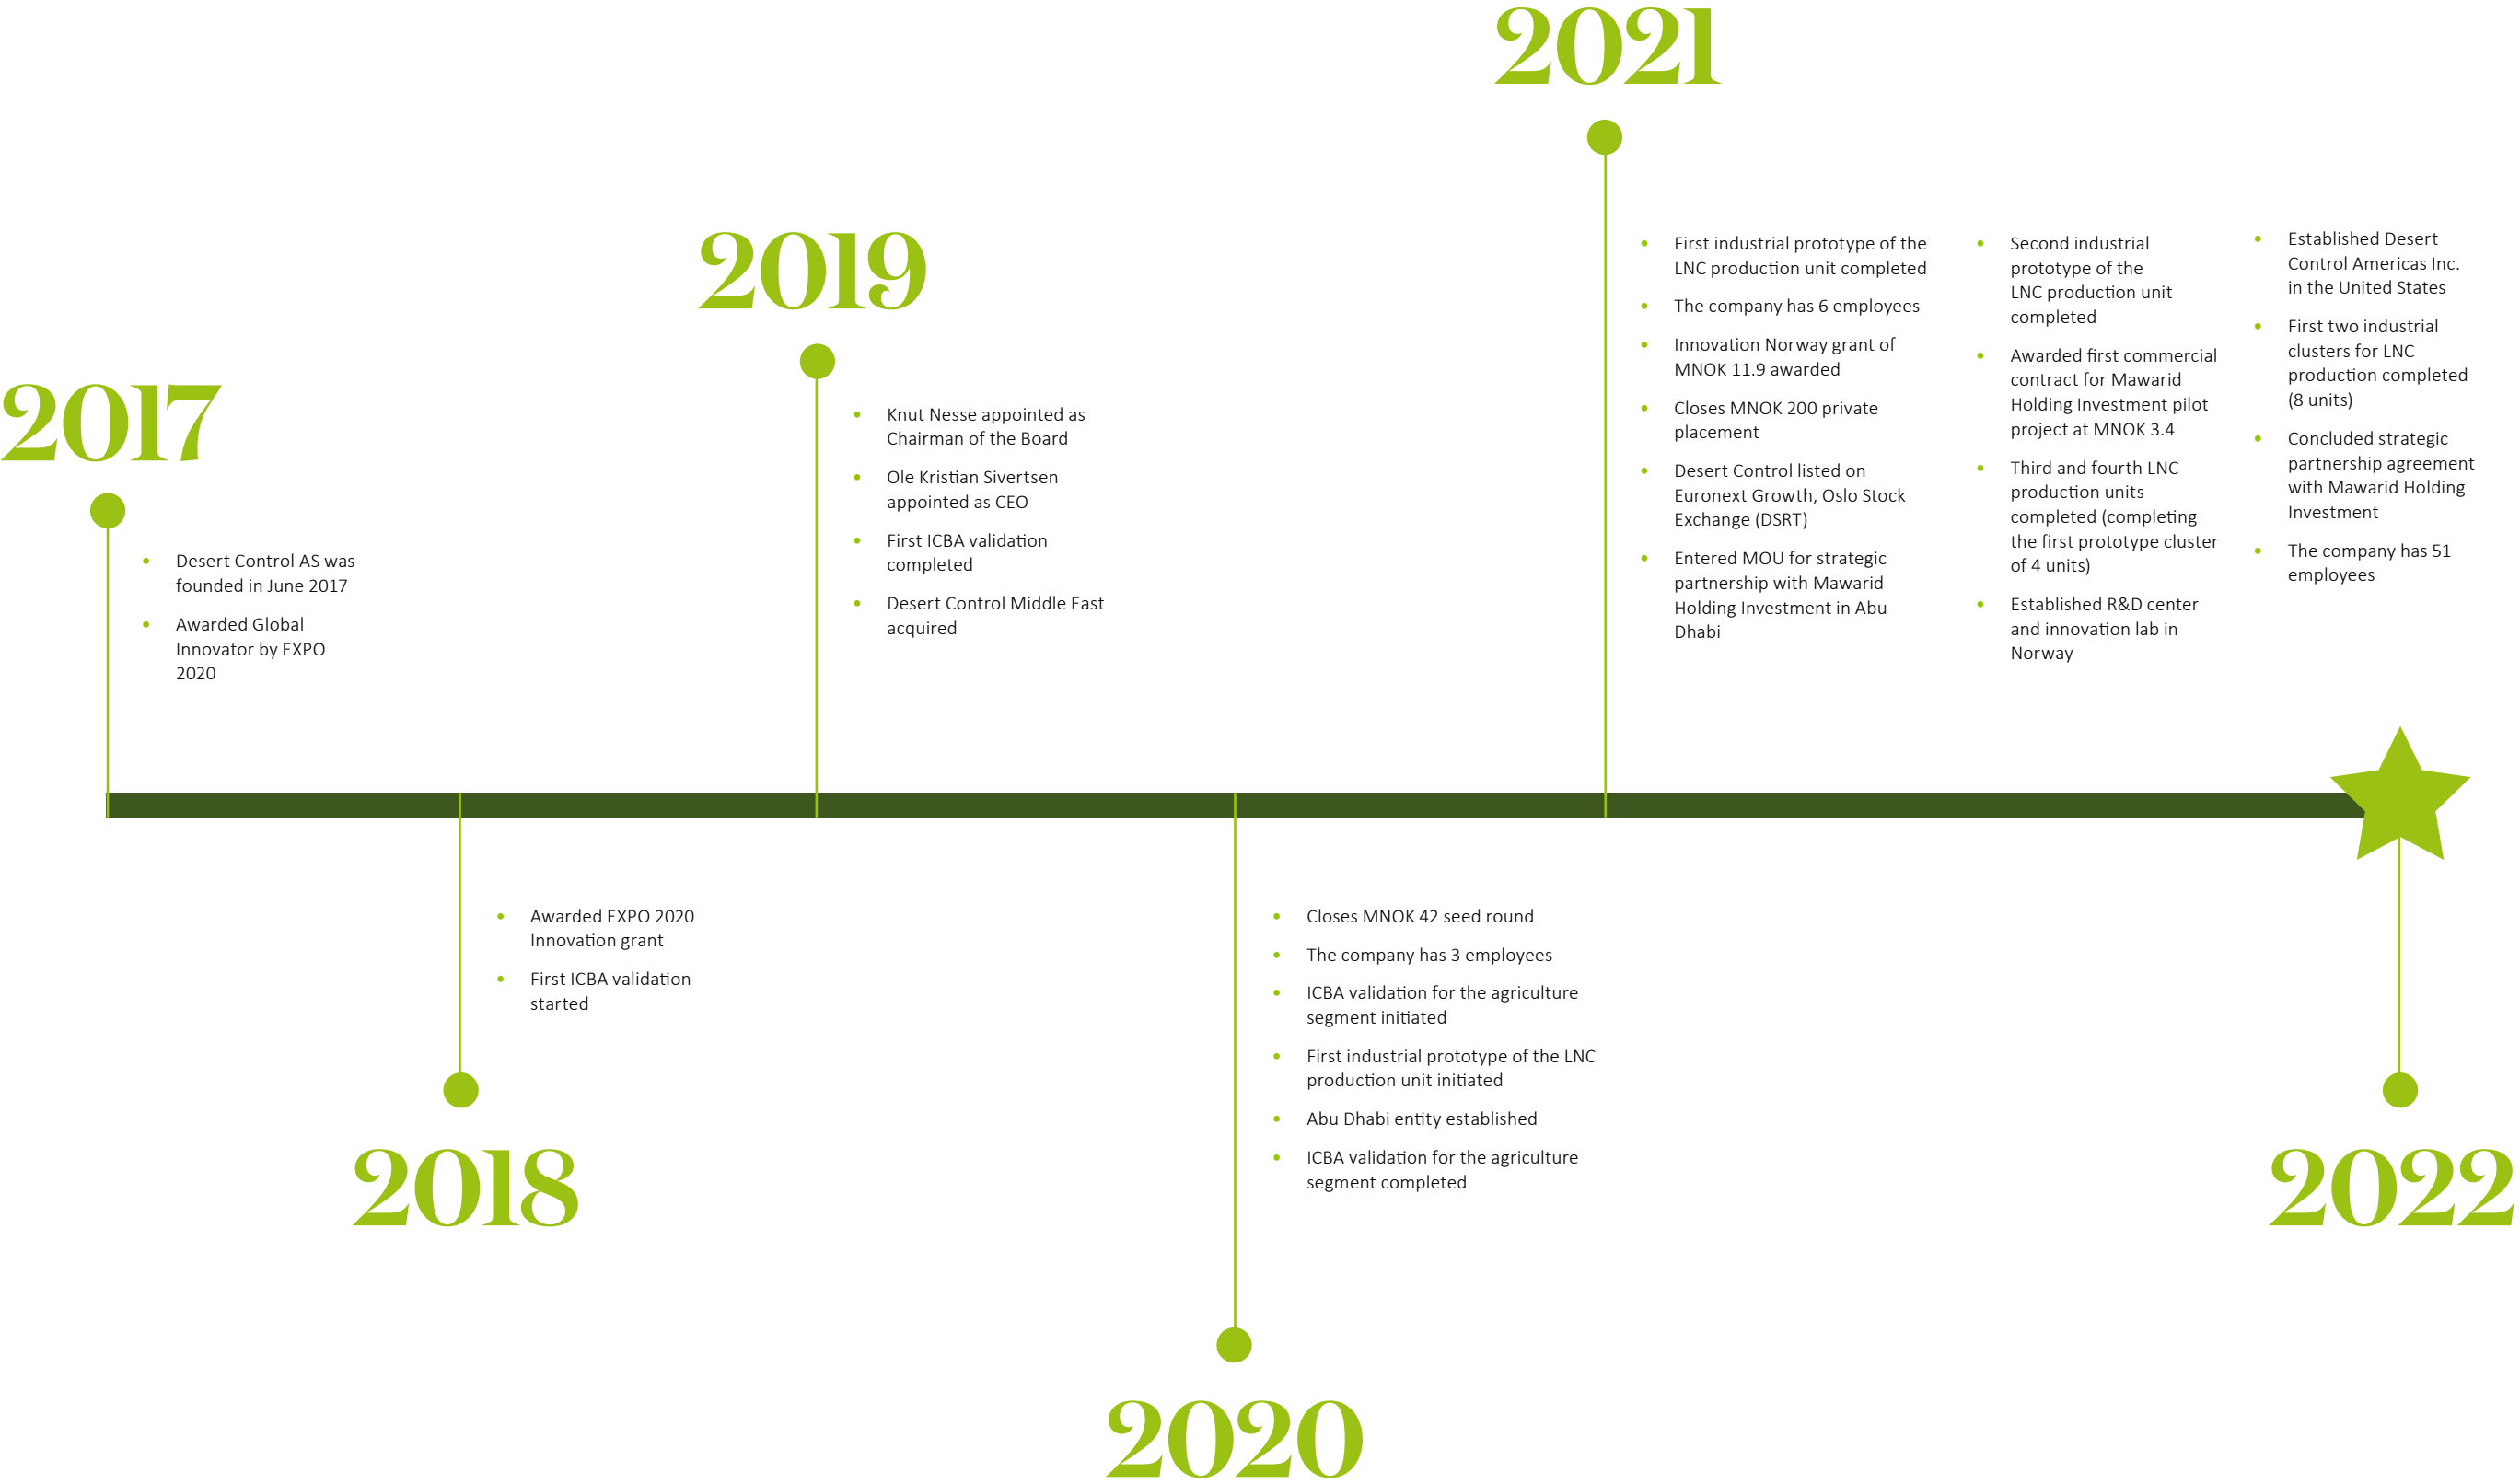 2017
• Desert Control AS was
founded in June 2017
• Awarded Global
Innovator by EXPO
2020
2018
• Awarded EXPO 2020
Innovation grant
• First ICBA validation
started
2019
• Knut Nesse appointed as
Chairman of the Board
• Ole Kristian Sivertsen
appointed as CEO
• First ICBA validation
completed
• Desert Control Middle East
acquired
2020
• Closes MNOK 42 seed round
• The company has 3 employees
• ICBA validation for the agriculture
segment initiated
• First industrial prototype of the LNC
production unit initiated
• Abu Dhabi entity established
• ICBA validation for the agriculture
segment completed
2021
• First industrial prototype of the
LNC production unit completed
• The company has 6 employees
• Innovation Norway grant of
MNOK 11.9 awarded
• Closes MNOK 200 private
placement
• Desert Control listed on
Euronext Growth, Oslo Stock
Exchange (DSRT)
• Entered MOU for strategic
partnership with Mawarid
Holding Investment in Abu
Dhabi
• Second industrial
prototype of the
LNC production unit
completed
• Awarded first commercial
contract for Mawarid
Holding Investment pilot
project at MNOK 3.4
• Third and fourth LNC
production units
completed (completing
the first prototype cluster
of 4 units)
• Established R&D center
and innovation lab in
Norway
• Established Desert
Control Americas Inc.
in the United States
• First two industrial
clusters for LNC
production completed
(8 units)
• Concluded strategic
partnership agreement
with Mawarid Holding
Investment
• The company has 51
employees
2022